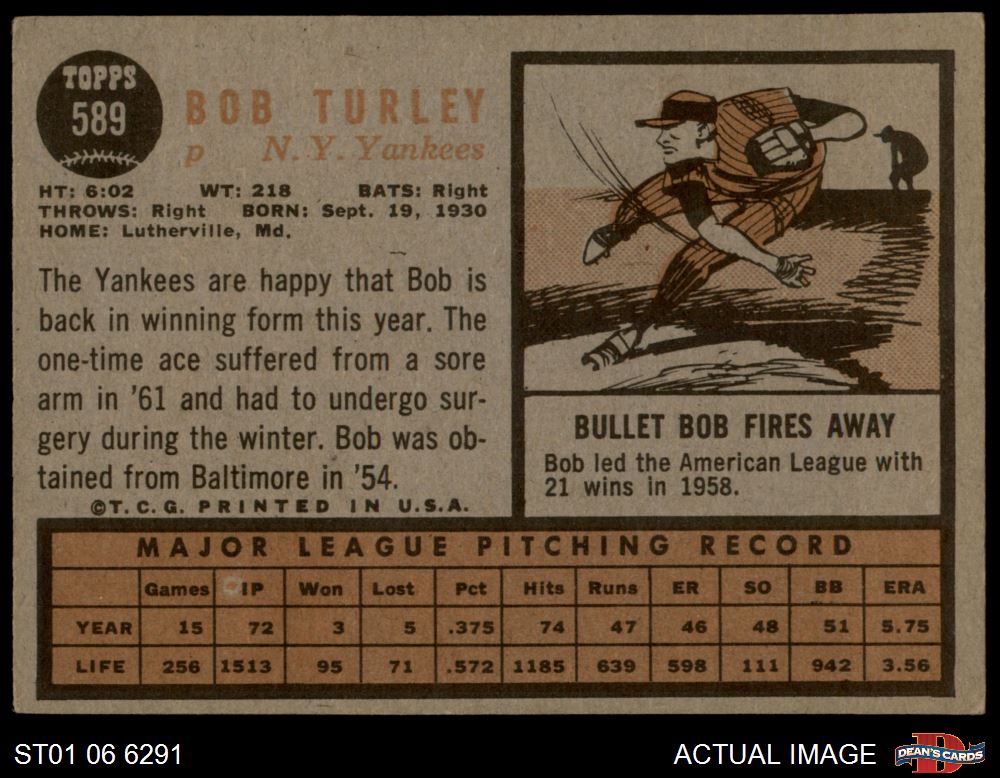 TOPPS
589
BOB TURLEY
p N.Y. Yankees
HT: 6:02 WT: 218 BATS: Right
THROWS: Right BORN: Sept. 19, 1930
HOME: Lutherville, Md.
The Yankees are happy that Bob is
back in winning form this year. The
one-time ace suffered from a sore
arm in '61 and had to undergo sur-
gery during the winter. Bob was ob-
tained from Baltimore in '54.
©T.C.G. PRINTED IN U.S.A.
BULLET BOB FIRES AWAY
Bob led the American League with
21 wins in 1958.
MAJOR LEAGUE PITCHING RECORD
Games IP Won Lost Pct Hits Runs ER SO BB ERA
YEAR 15 72 3 5 .375 74 47 46 48 51 5.75
LIFE 256 1513 95 71 .572 1185 639 598 111 942 3.56
ST01 06 6291
ACTUAL IMAGE
D
DEAN'S CARDS